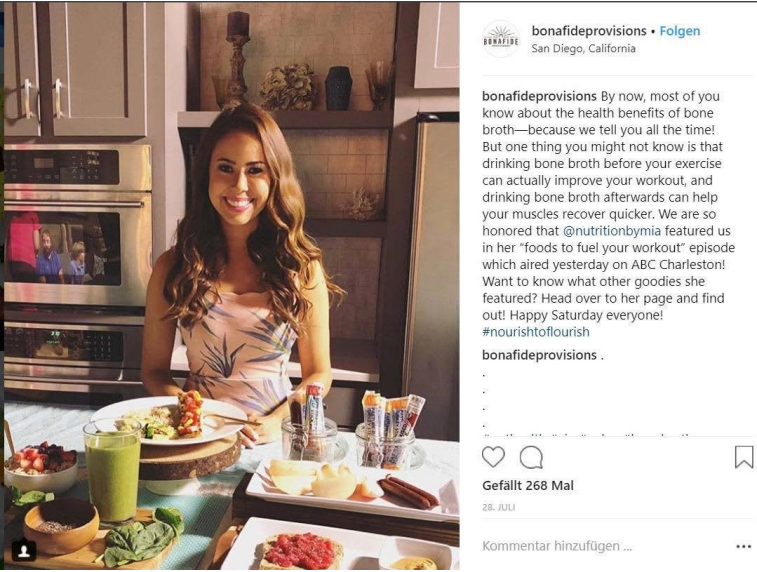 bonafideprovisions • Folgen
BONAFIDE
San Diego, California
bonafideprovisions By now, most of you
know about the health benefits of bone
broth—because we tell you all the time!
But one thing you might not know is that
drinking bone broth before your exercise
can actually improve your workout, and
drinking bone broth afterwards can help
your muscles recover quicker. We are so
honored that @nutritionbymia featured us
in her "foods to fuel your workout" episode
which aired yesterday on ABC Charleston!
Want to know what other goodies she
featured? Head over to her page and find
out! Happy Saturday everyone!
#nourishtoflourish
bonafideprovisions .
.
.
.
.
Gefällt 268 Mal
28. JULI
Kommentar hinzufügen ...